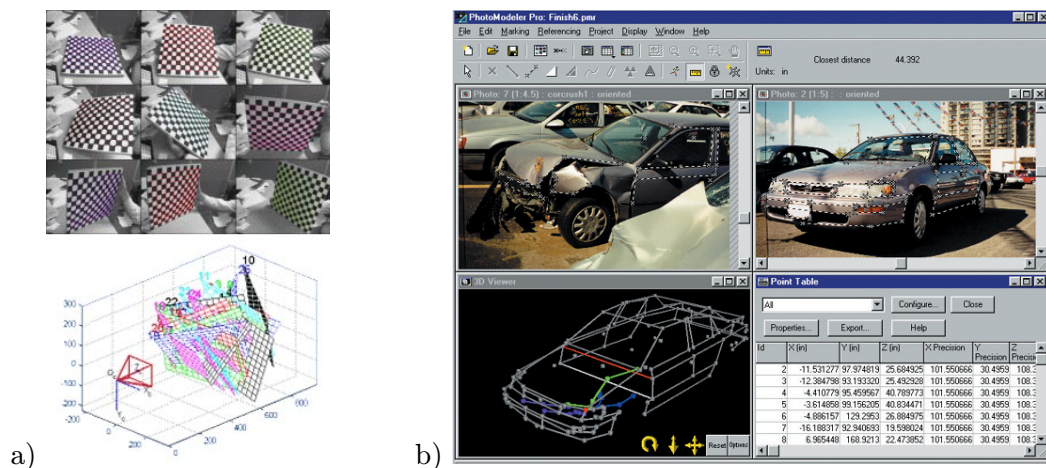 PhotoModeler Pro: Finish6.pmr
File Edit Marking Referencing Project Display Window Help
Closest distance 44.392
Units: in
Photo: 7 (1:4.5) : corcrush1 : oriented
Photo: 2 (1:5) : : oriented
3D Viewer
Reset Options
Point Table
All
Configure... Close
Properties... Export... Help
Id X (in) Y (in) Z (in) X Precision Y Precision Z Precision
2 -11.531277 97.974819 25.684925 101.550666 30.4959 108.3
3 -12.384798 93.193320 25.492928 101.550666 30.4959 108.3
4 -4.410779 95.459567 40.789773 101.550666 30.4959 108.3
5 -3.614858 99.156205 40.834471 101.550666 30.4959 108.3
6 -4.886157 129.2953 26.884975 101.550666 30.4959 108.3
7 -16.188317 92.940693 19.598024 101.550666 30.4959 108.3
8 6.965448 168.9213 22.473852 101.550666 30.4959 108.3
300
200
100
0
-100
-200
-200
0
200
0
200
400
600
800
10
22
a)
b)